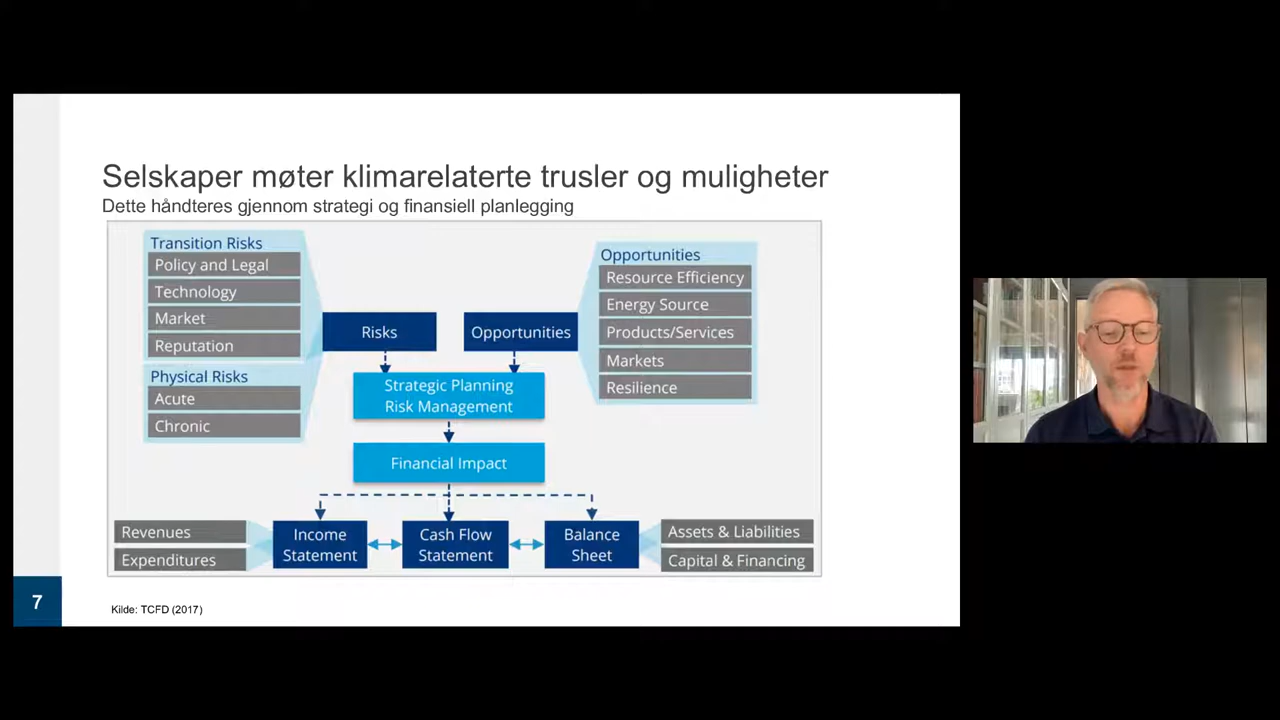 Selskaper møter klimarelaterte trusler og muligheter
Dette håndteres gjennom strategi og finansiell planlegging
Transition Risks
Policy and Legal
Technology
Market
Reputation
Physical Risks
Acute
Chronic
Risks
Opportunities
Opportunities
Resource Efficiency
Energy Source
Products/Services
Markets
Resilience
Strategic Planning
Risk Management
Financial Impact
Revenues
Expenditures
Income
Statement
Cash Flow
Statement
Balance
Sheet
Assets & Liabilities
Capital & Financing
7
Kilde: TCFD (2017)